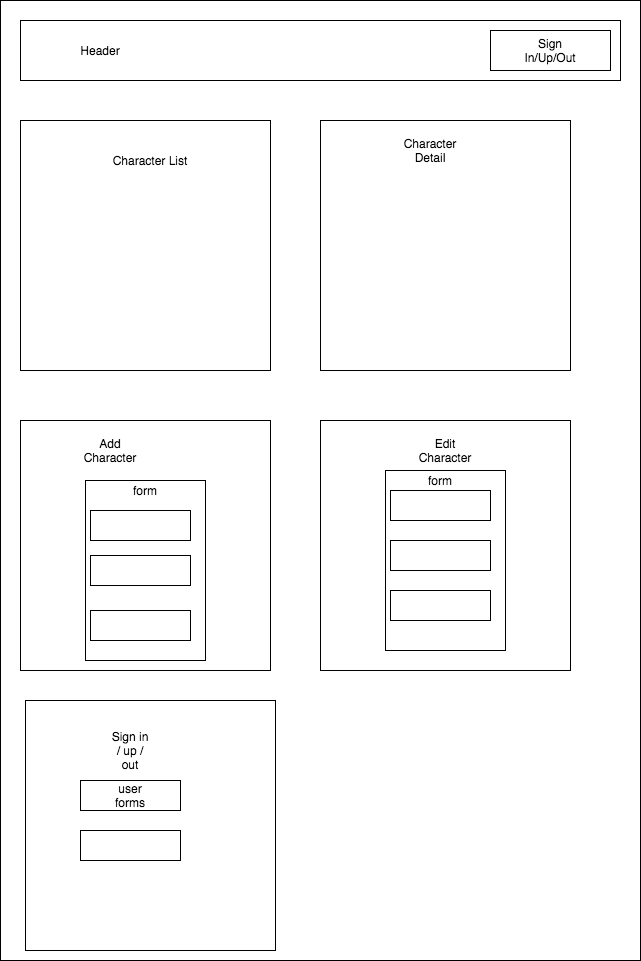 Header
Sign
In/Up/Out
Character List
Character
Detail
Add
Character
form
Edit
Character
form
Sign in
/ up /
out
user
forms